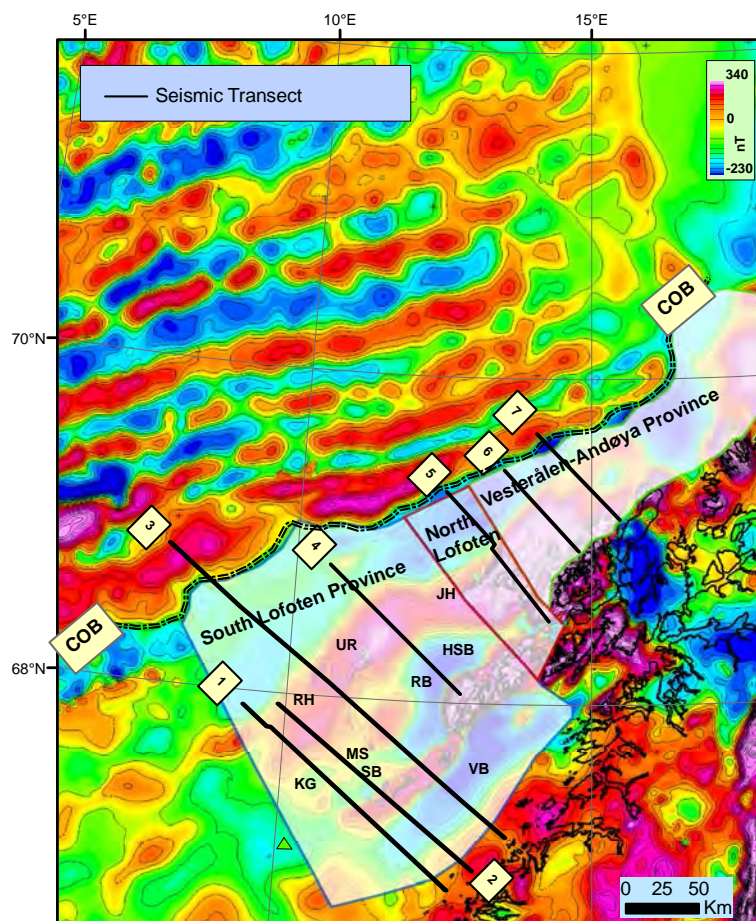 5°E
10°E
15°E
Seismic Transect
340
0
-230
nT
COB
70°N
7
6
5
Vesterålen-Andøya Province
3
North
Lofoten
4
South Lofoten Province
JH
COB
UR
HSB
68°N
1
RB
RH
MS
SB
VB
KG
2
0 25 50
Km